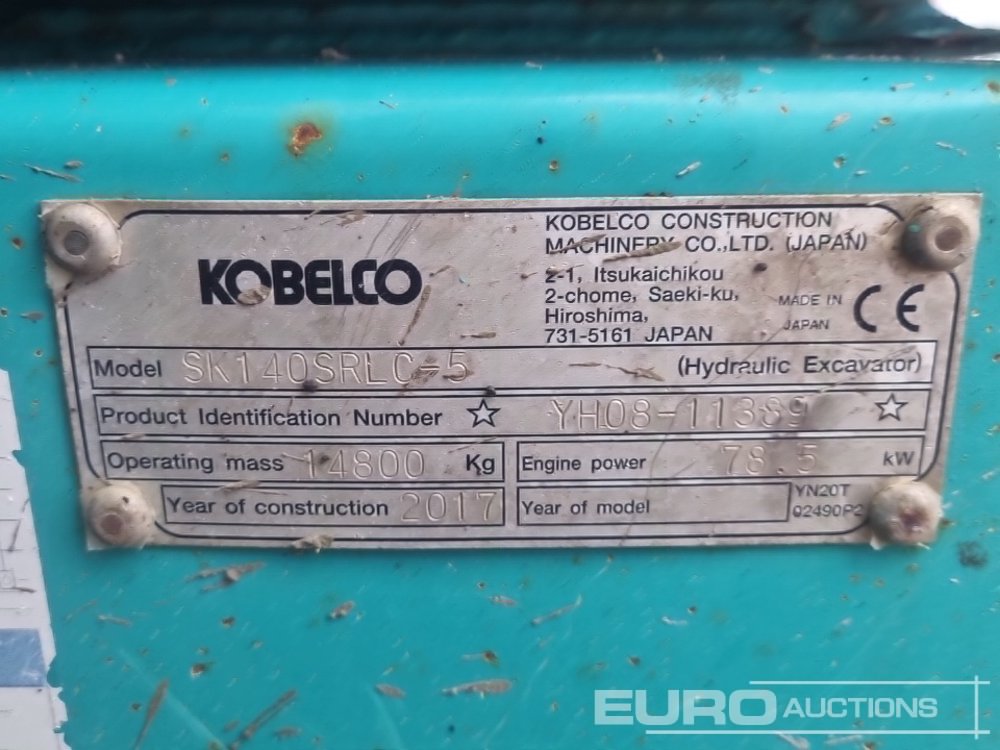 KOBELCO
KOBELCO CONSTRUCTION
MACHINERY CO.,LTD. (JAPAN)
2-1, Itsukaichikou
2-chome, Saeki-ku,
Hiroshima,
731-5161 JAPAN
MADE IN
JAPAN
CE
Model SK140SRLC-5 (Hydraulic Excavator)
Product Identification Number ☆ YH08-11389 ☆
Operating mass 14800 Kg
Engine power 78.5 kW
Year of construction 2017
Year of model
YN20T
02490P2
EURO AUCTIONS